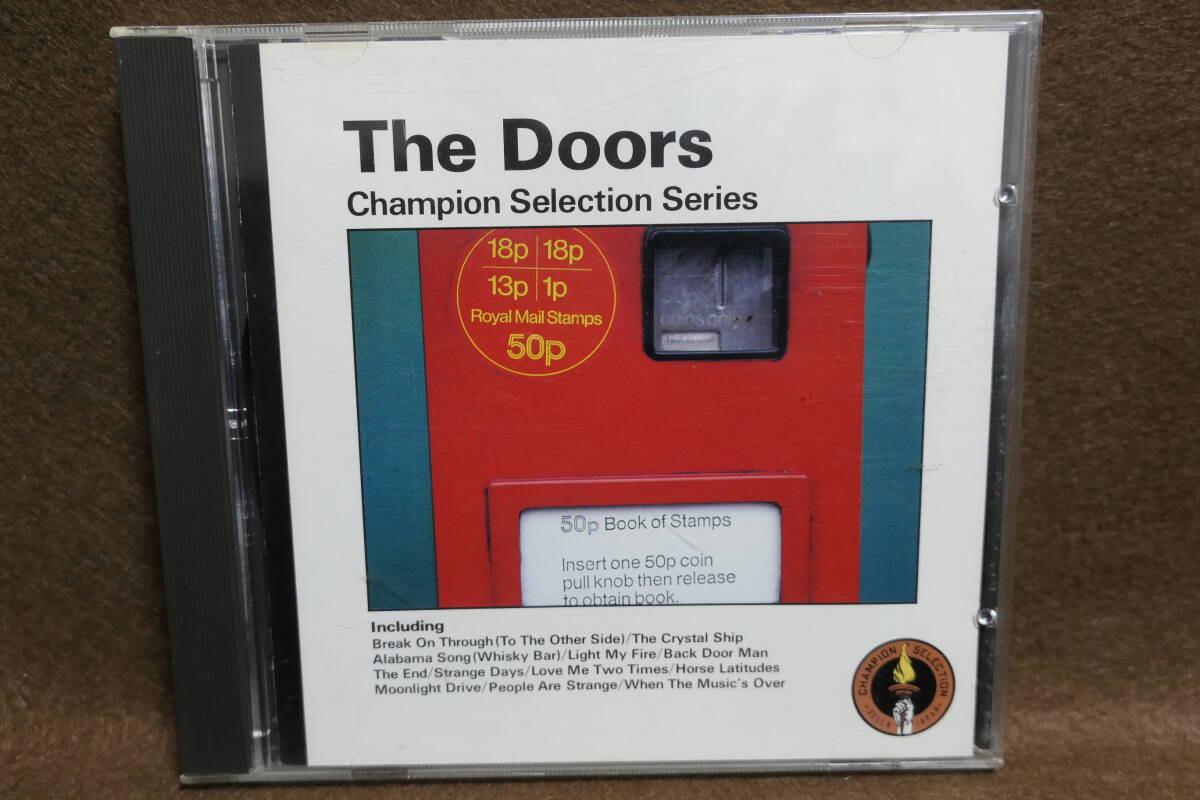 The Doors
Champion Selection Series
18p 18p
13p 1p
Royal Mail Stamps
50p
50p Book of Stamps
Insert one 50p coin
pull knob then release
to obtain book.
Including
Break On Through(To The Other Side)/The Crystal Ship
Alabama Song(Whisky Bar)/Light My Fire/Back Door Man
The End/Strange Days/Love Me Two Times/Horse Latitudes
Moonlight Drive/People Are Strange/When The Music's Over
CHAMPION SELECTION
BELLA JAPAN